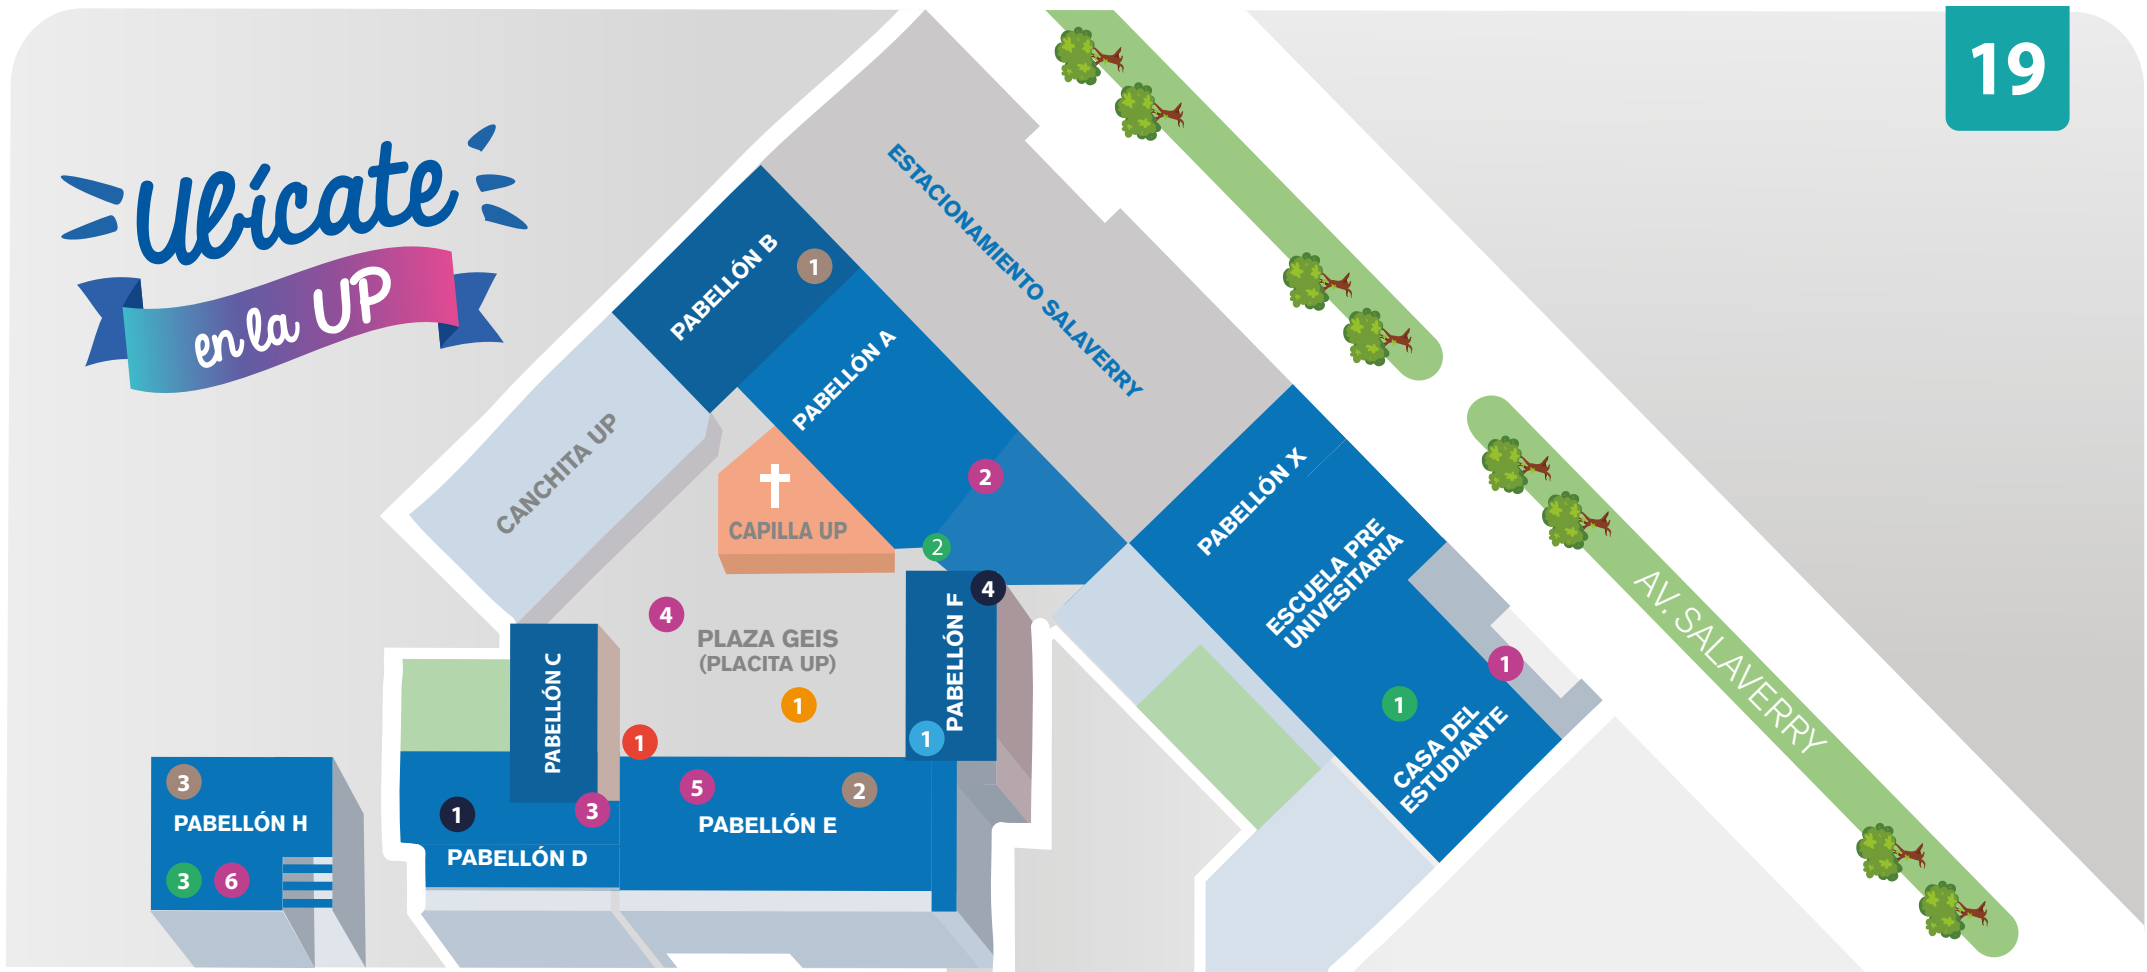 19
Ubícate
en la UP
ESTACIONAMIENTO SALAVERRY
PABELLÓN B
1
PABELLÓN A
2
2
CANCHITA UP
CAPILLA UP
PABELLÓN X
ESCUELA PRE
UNIVESITARIA
1
1
CASA DEL
ESTUDIANTE
AV. SALAVERRY
4
PLAZA GEIS
(PLACITA UP)
1
PABELLÓN F
4
1
PABELLÓN C
1
3
PABELLÓN H
3
6
1
3
PABELLÓN D
5
2
PABELLÓN E